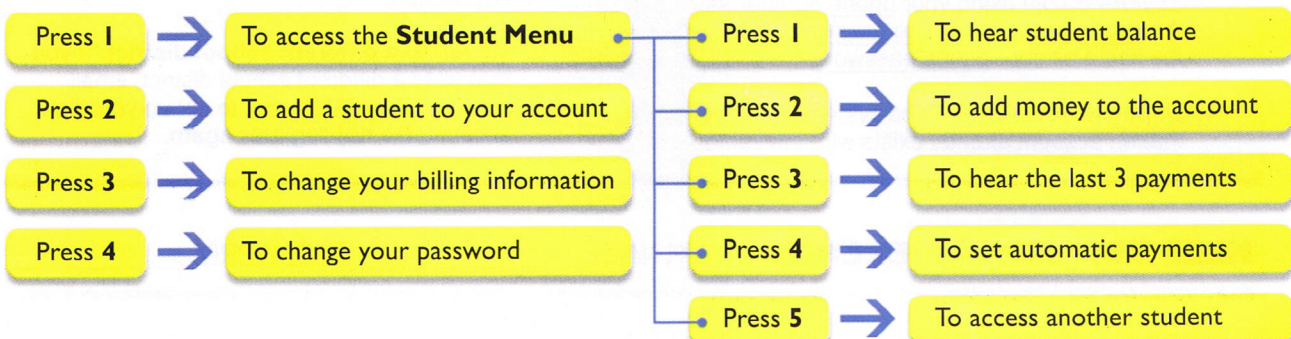 Press 1 To access the Student Menu
Press 2 To add a student to your account
Press 3 To change your billing information
Press 4 To change your password
Press 1 To hear student balance
Press 2 To add money to the account
Press 3 To hear the last 3 payments
Press 4 To set automatic payments
Press 5 To access another student